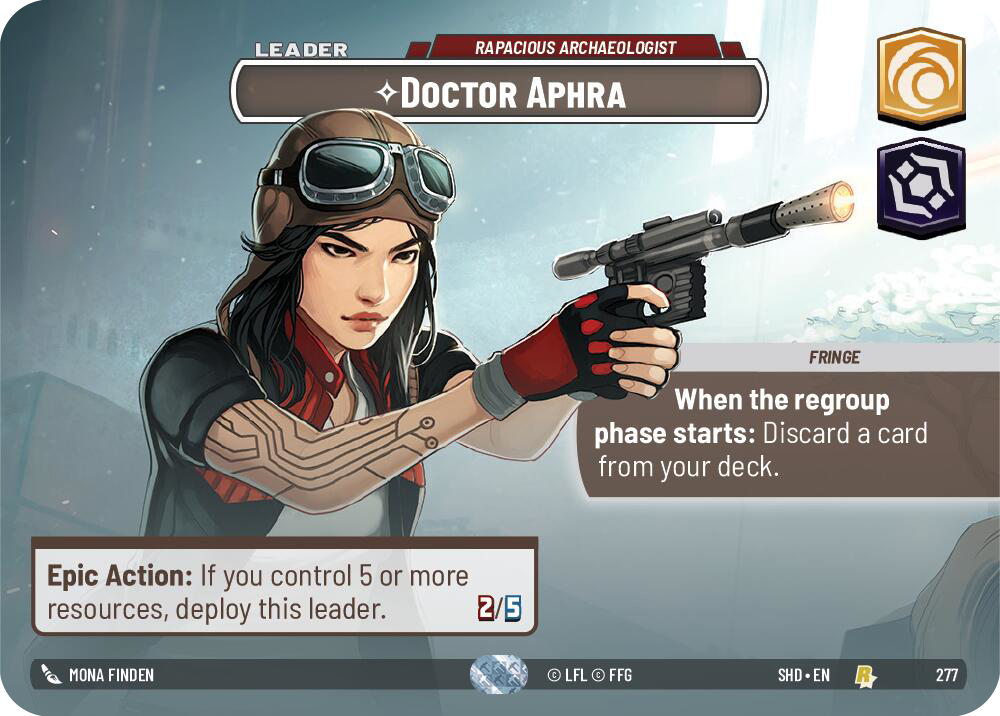 LEADER
RAPACIOUS ARCHAEOLOGIST
DOCTOR APHRA
FRINGE
When the regroup
phase starts: Discard a card
from your deck.
Epic Action: If you control 5 or more
resources, deploy this leader.
2/5
MONA FINDEN
© LFL © FFG
SHD • EN
R
277